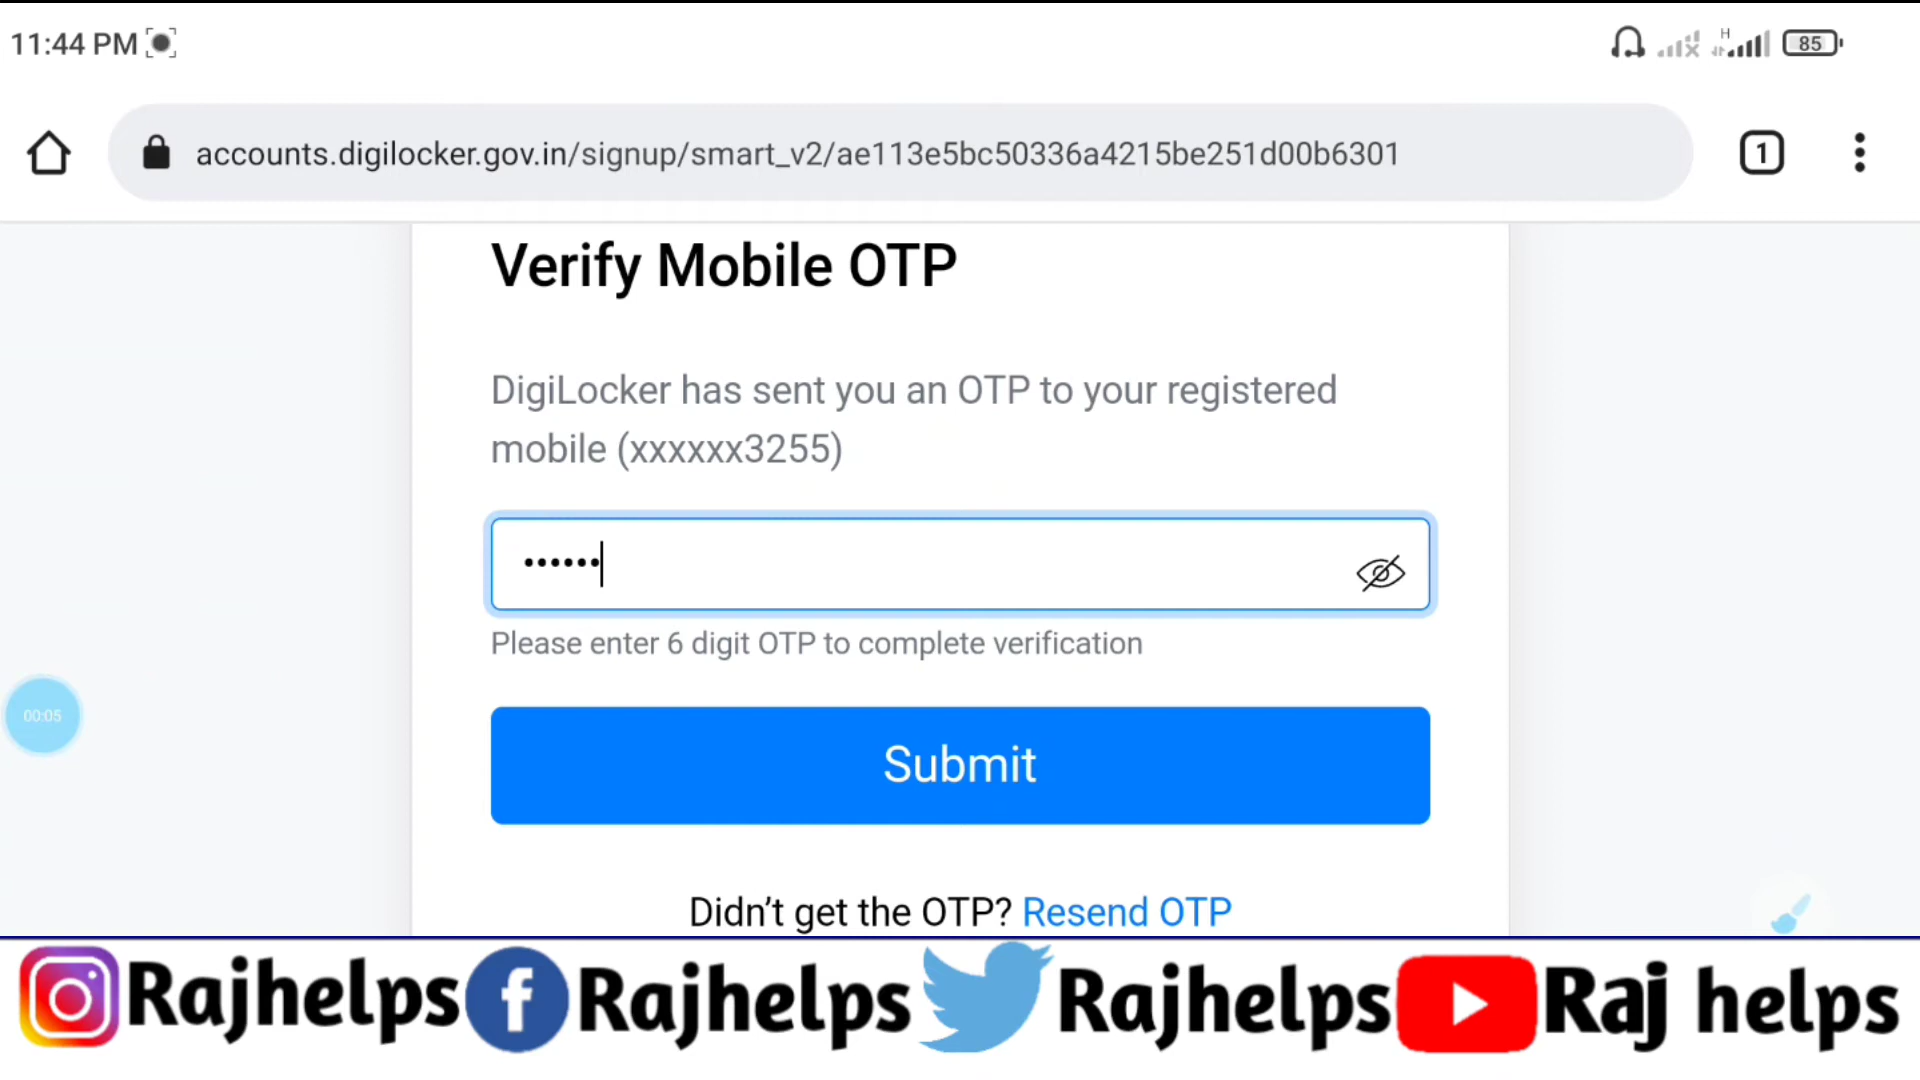 11:44 PM
H
85
accounts.digilocker.gov.in/signup/smart_v2/ae113e5bc50336a4215be251d00b6301
1
Verify Mobile OTP
DigiLocker has sent you an OTP to your registered
mobile (xxxxxx3255)
••••••
Please enter 6 digit OTP to complete verification
00:05
Submit
Didn’t get the OTP? Resend OTP
Rajhelps Rajhelps Rajhelps Raj helps